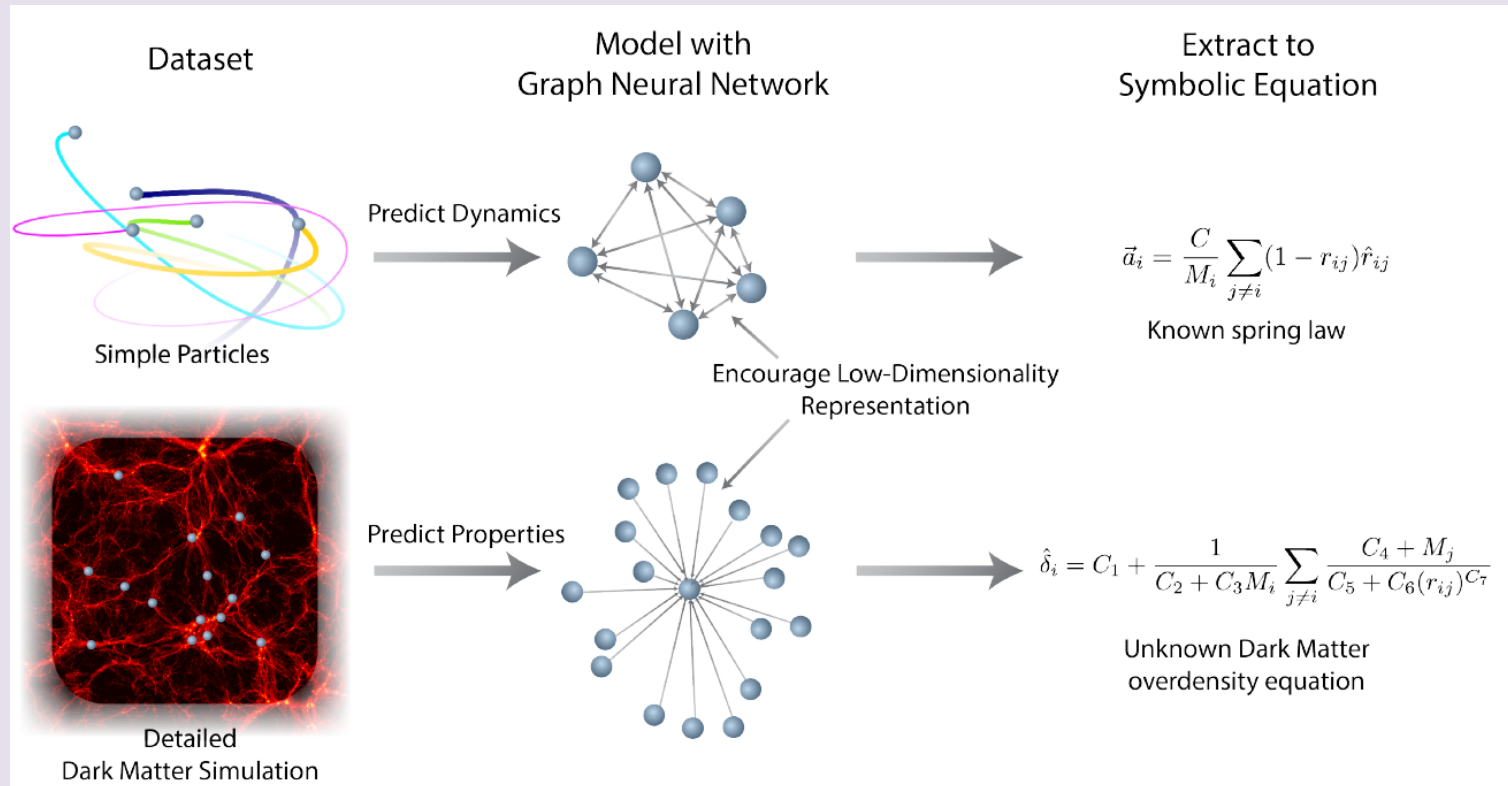 Dataset
Model with
Graph Neural Network
Extract to
Symbolic Equation
Predict Dynamics
Simple Particles
$\vec{a}_i = \frac{C}{M_i} \sum_{j \neq i} (1 - r_{ij}) \hat{r}_{ij}$
Known spring law
Encourage Low-Dimensionality
Representation
Predict Properties
$\hat{\delta}_i = C_1 + \frac{1}{C_2 + C_3 M_i} \sum_{j \neq i} \frac{C_4 + M_j}{C_5 + C_6 (r_{ij})^{C_7}}$
Unknown Dark Matter
overdensity equation
Detailed
Dark Matter Simulation